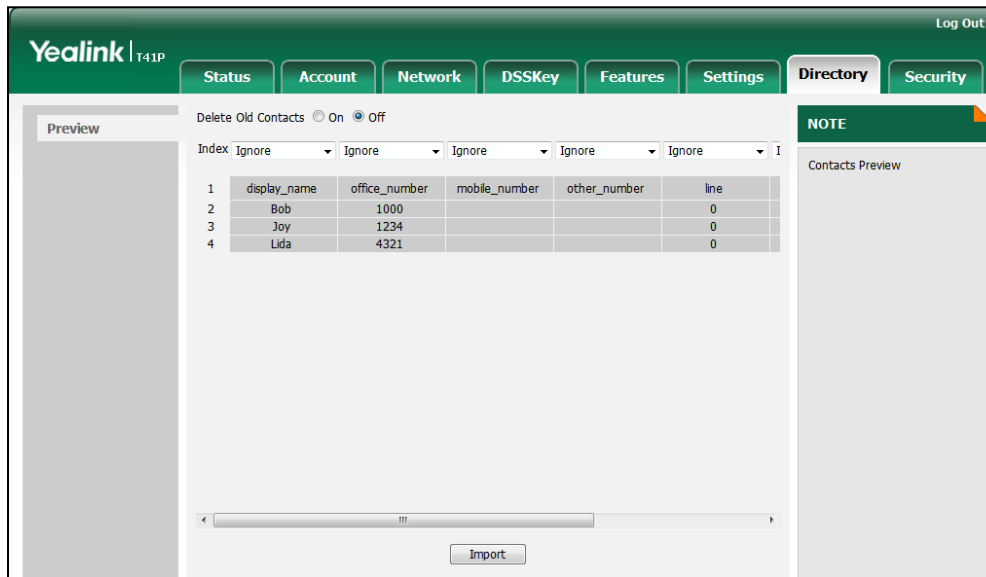 Log Out
Yealink | T41P
Status Account Network DSSKey Features Settings Directory Security
Preview
Delete Old Contacts On Off
NOTE
Index Ignore Ignore Ignore Ignore Ignore I
Contacts Preview
1 display_name office_number mobile_number other_number line
2 Bob 1000 0
3 Joy 1234 0
4 Lida 4321 0
Import